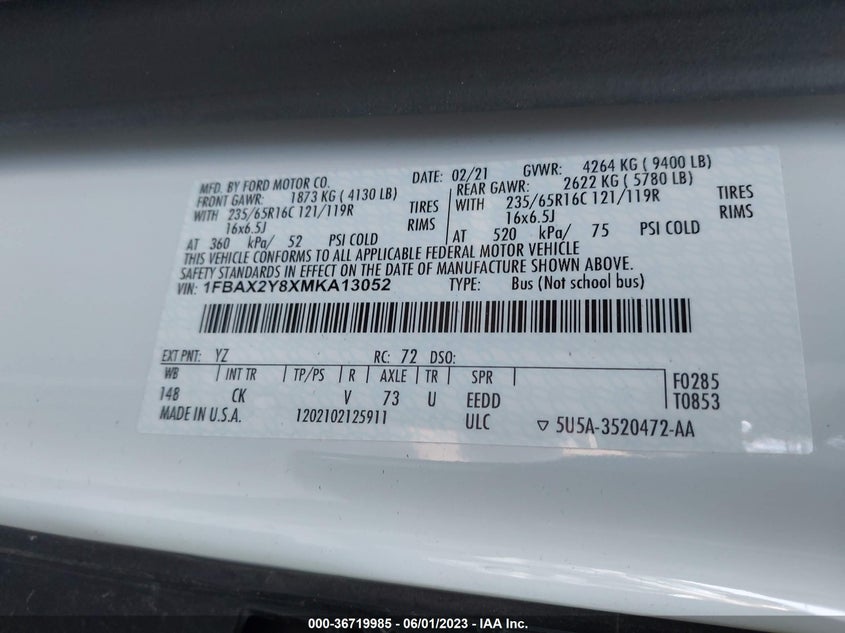 MFD. BY FORD MOTOR CO. DATE: 02/21 GVWR: 4264 KG ( 9400 LB)
FRONT GAWR: 1873 KG ( 4130 LB) REAR GAWR: 2622 KG ( 5780 LB)
WITH 235/65R16C 121/119R TIRES WITH 235/65R16C 121/119R TIRES
16x6.5J RIMS 16x6.5J RIMS
AT 360 kPa/ 52 PSI COLD AT 520 kPa/ 75 PSI COLD
THIS VEHICLE CONFORMS TO ALL APPLICABLE FEDERAL MOTOR VEHICLE
SAFETY STANDARDS IN EFFECT ON THE DATE OF MANUFACTURE SHOWN ABOVE.
VIN: 1FBAX2Y8XMKA13052 TYPE: Bus (Not school bus)
EXT PNT: YZ RC: 72 DSO:
WB INT TR TP/PS R AXLE TR SPR F0285
148 CK V 73 U EEDD T0853
MADE IN U.S.A. 1202102125911 ULC ▽ 5U5A-3520472-AA
000-36719985 - 06/01/2023 - IAA Inc.